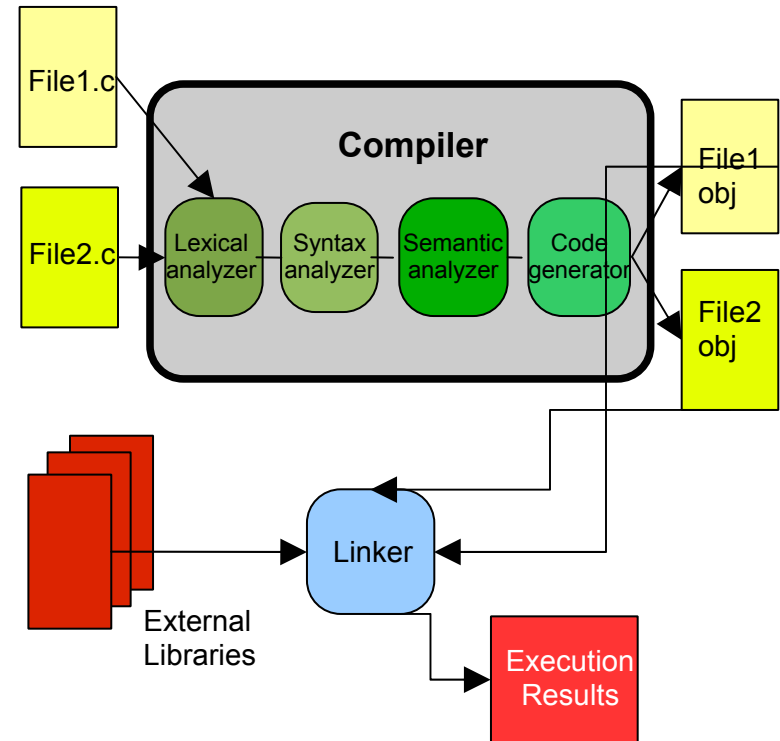 File1.c
Compiler
File1
obj
File2.c
Lexical
analyzer
Syntax
analyzer
Semantic
analyzer
Code
generator
File2
obj
Linker
External
Libraries
Execution
Results